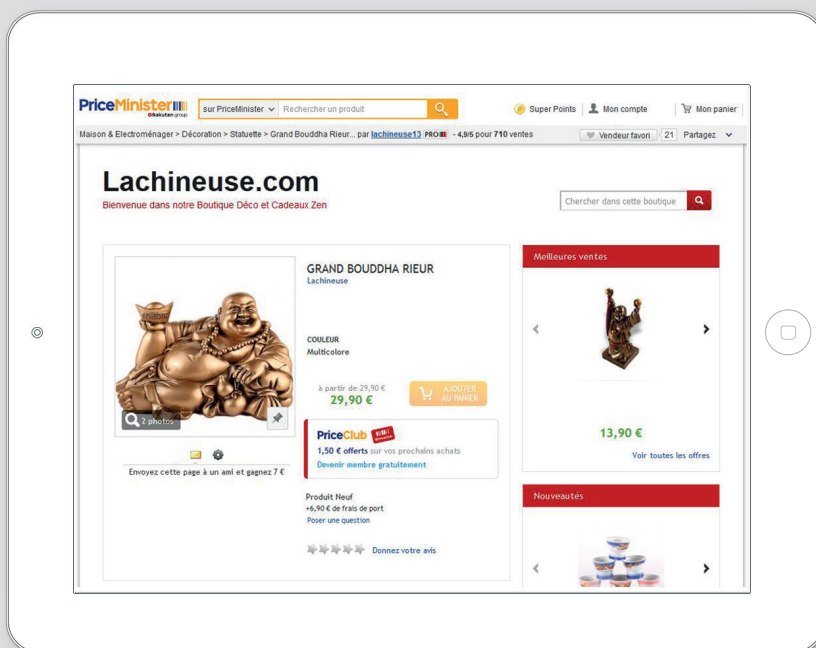 PriceMinister
Rakuten group
sur PriceMinister
Rechercher un produit
Super Points
Mon compte
Mon panier
Maison & Electroménager > Décoration > Statuette > Grand Bouddha Rieur... par lachineuse13 PRO - 4,9/5 pour 710 ventes
Vendeur favori
21
Partagez
Lachineuse.com
Bienvenue dans notre Boutique Déco et Cadeaux Zen
Chercher dans cette boutique
GRAND BOUDDHA RIEUR
Lachineuse
COULEUR
Multicolore
à partir de 29,90 €
29,90 €
AJOUTER
AU PANIER
2 photos
Envoyez cette page à un ami et gagnez 7 €
PriceClub
1,50 € offerts sur vos prochains achats
Devenir membre gratuitement
Produit Neuf
+6,90 € de frais de port
Poser une question
Donnez votre avis
Meilleures ventes
13,90 €
Voir toutes les offres
Nouveautés